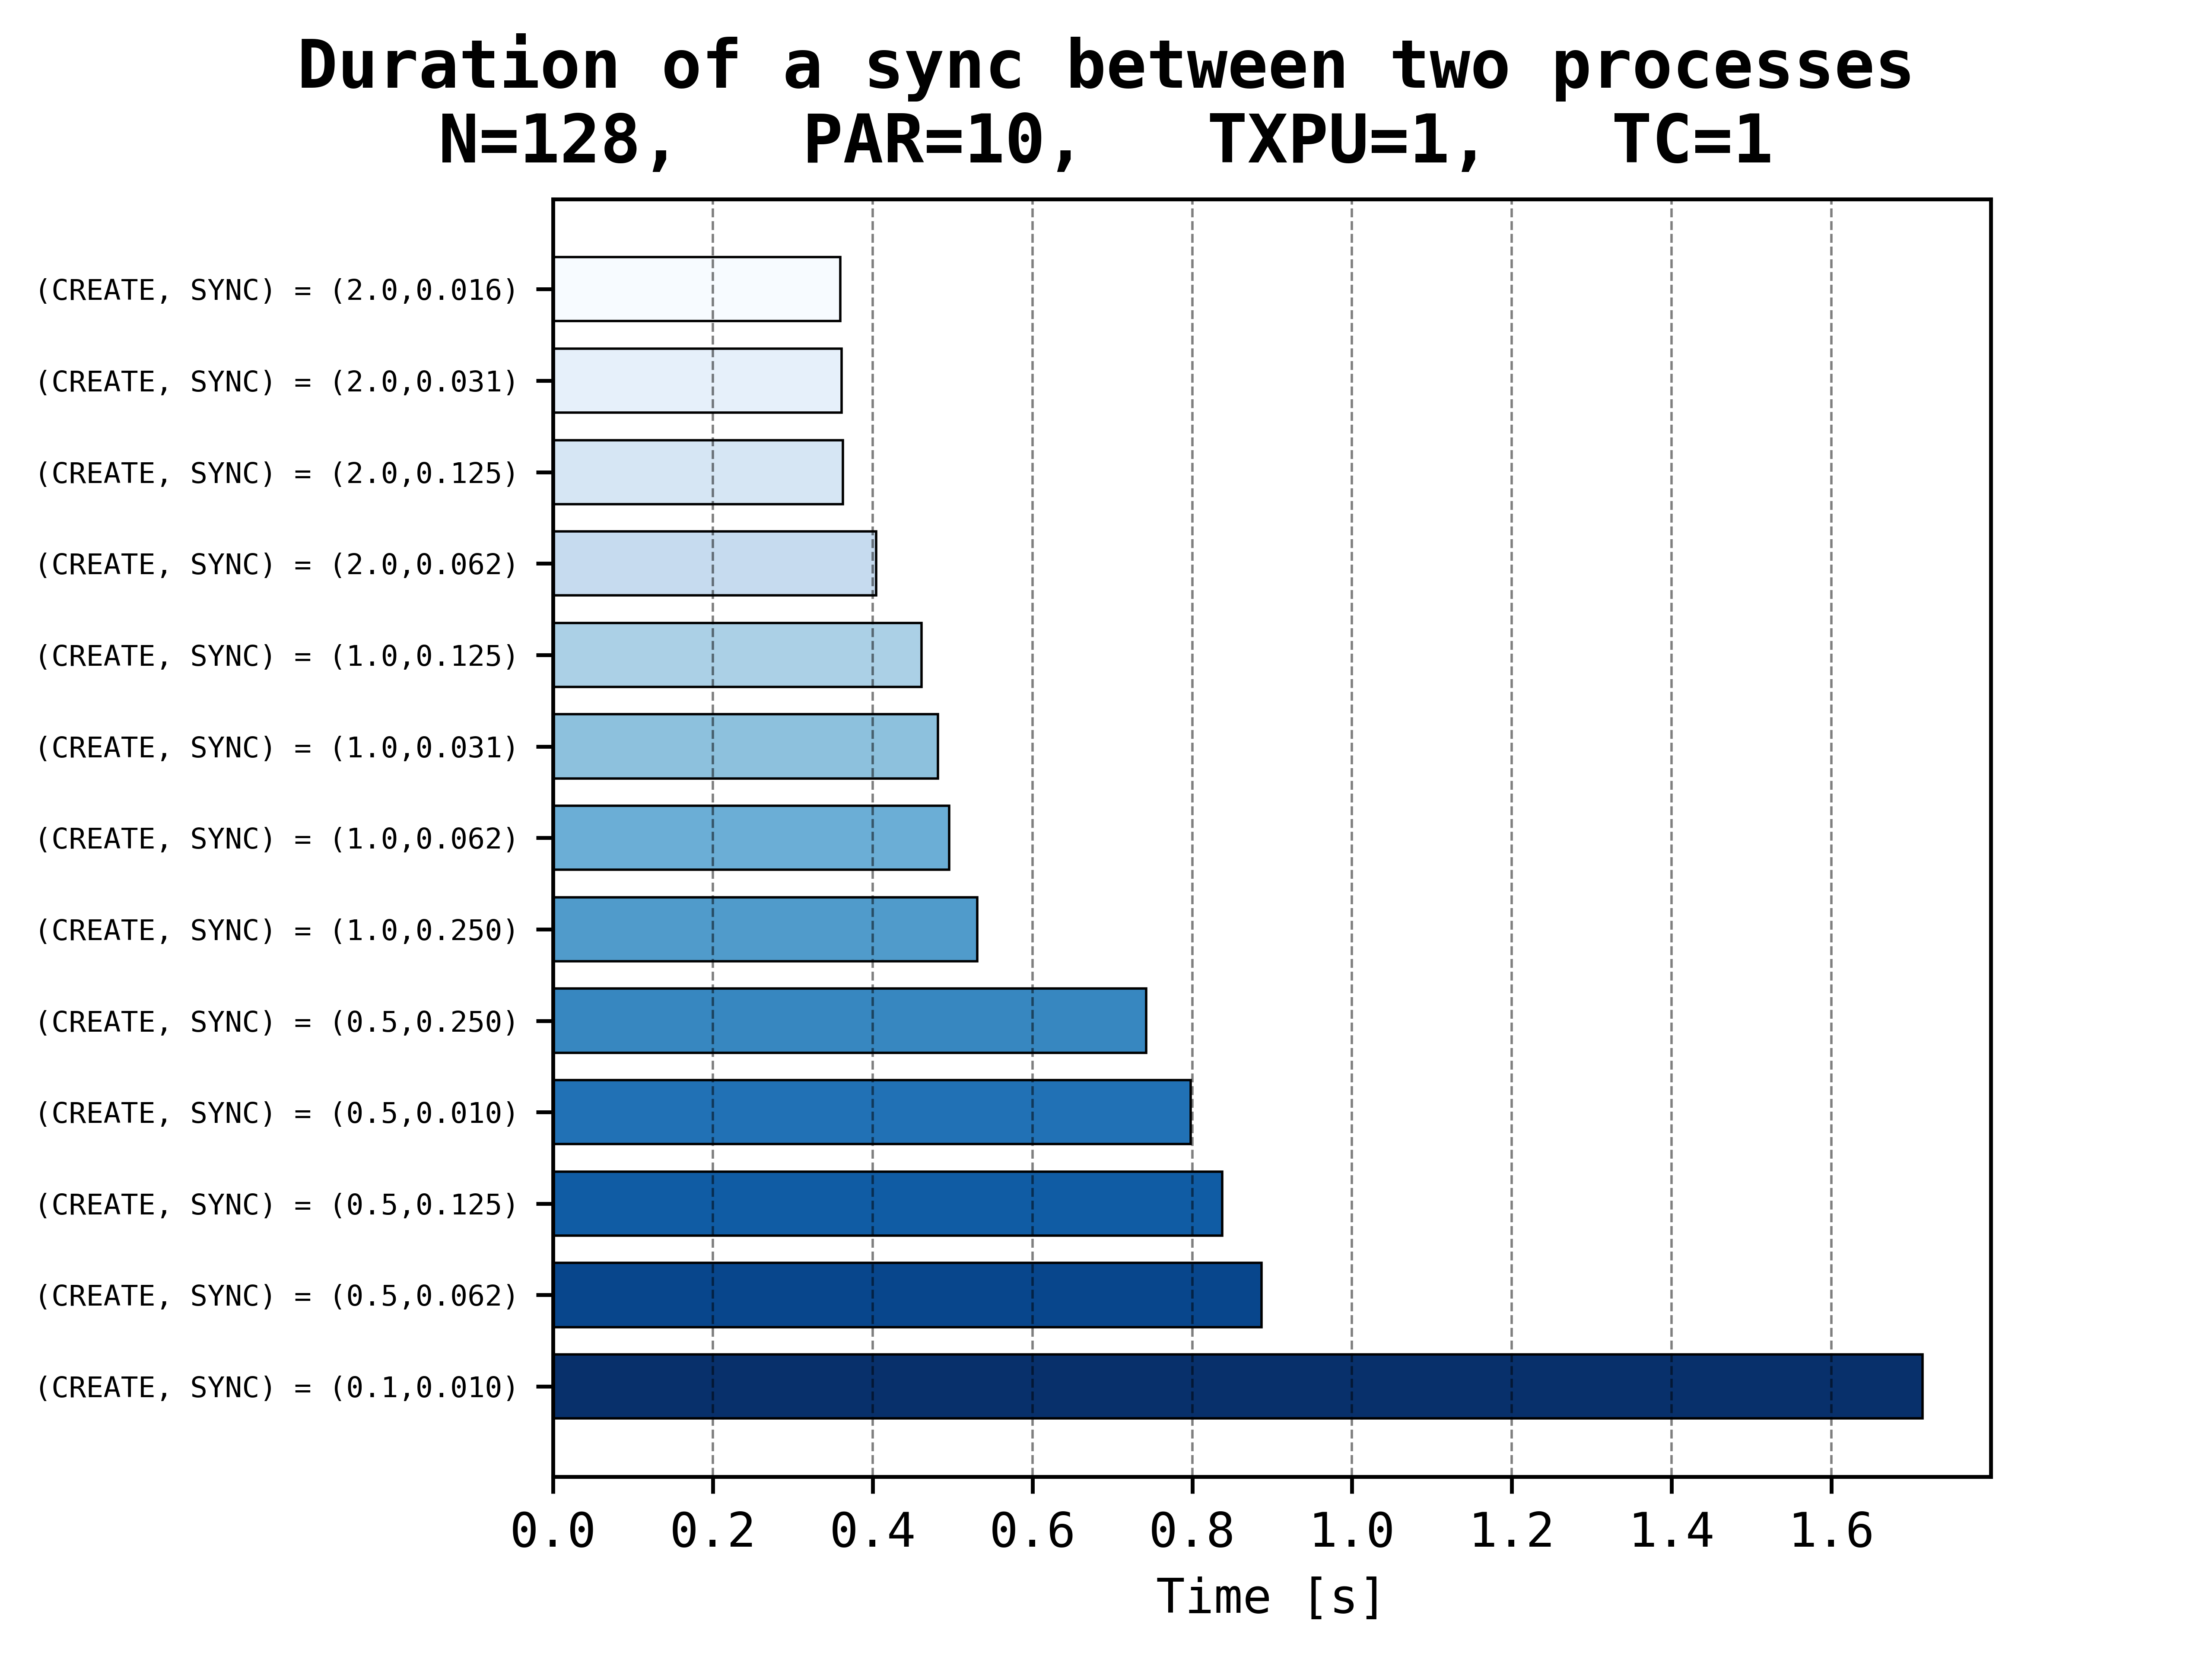 Duration of a sync between two processes
N=128, PAR=10, TXPU=1, TC=1
(CREATE, SYNC) = (2.0,0.016)
(CREATE, SYNC) = (2.0,0.031)
(CREATE, SYNC) = (2.0,0.125)
(CREATE, SYNC) = (2.0,0.062)
(CREATE, SYNC) = (1.0,0.125)
(CREATE, SYNC) = (1.0,0.031)
(CREATE, SYNC) = (1.0,0.062)
(CREATE, SYNC) = (1.0,0.250)
(CREATE, SYNC) = (0.5,0.250)
(CREATE, SYNC) = (0.5,0.010)
(CREATE, SYNC) = (0.5,0.125)
(CREATE, SYNC) = (0.5,0.062)
(CREATE, SYNC) = (0.1,0.010)
0.0 0.2 0.4 0.6 0.8 1.0 1.2 1.4 1.6
Time [s]